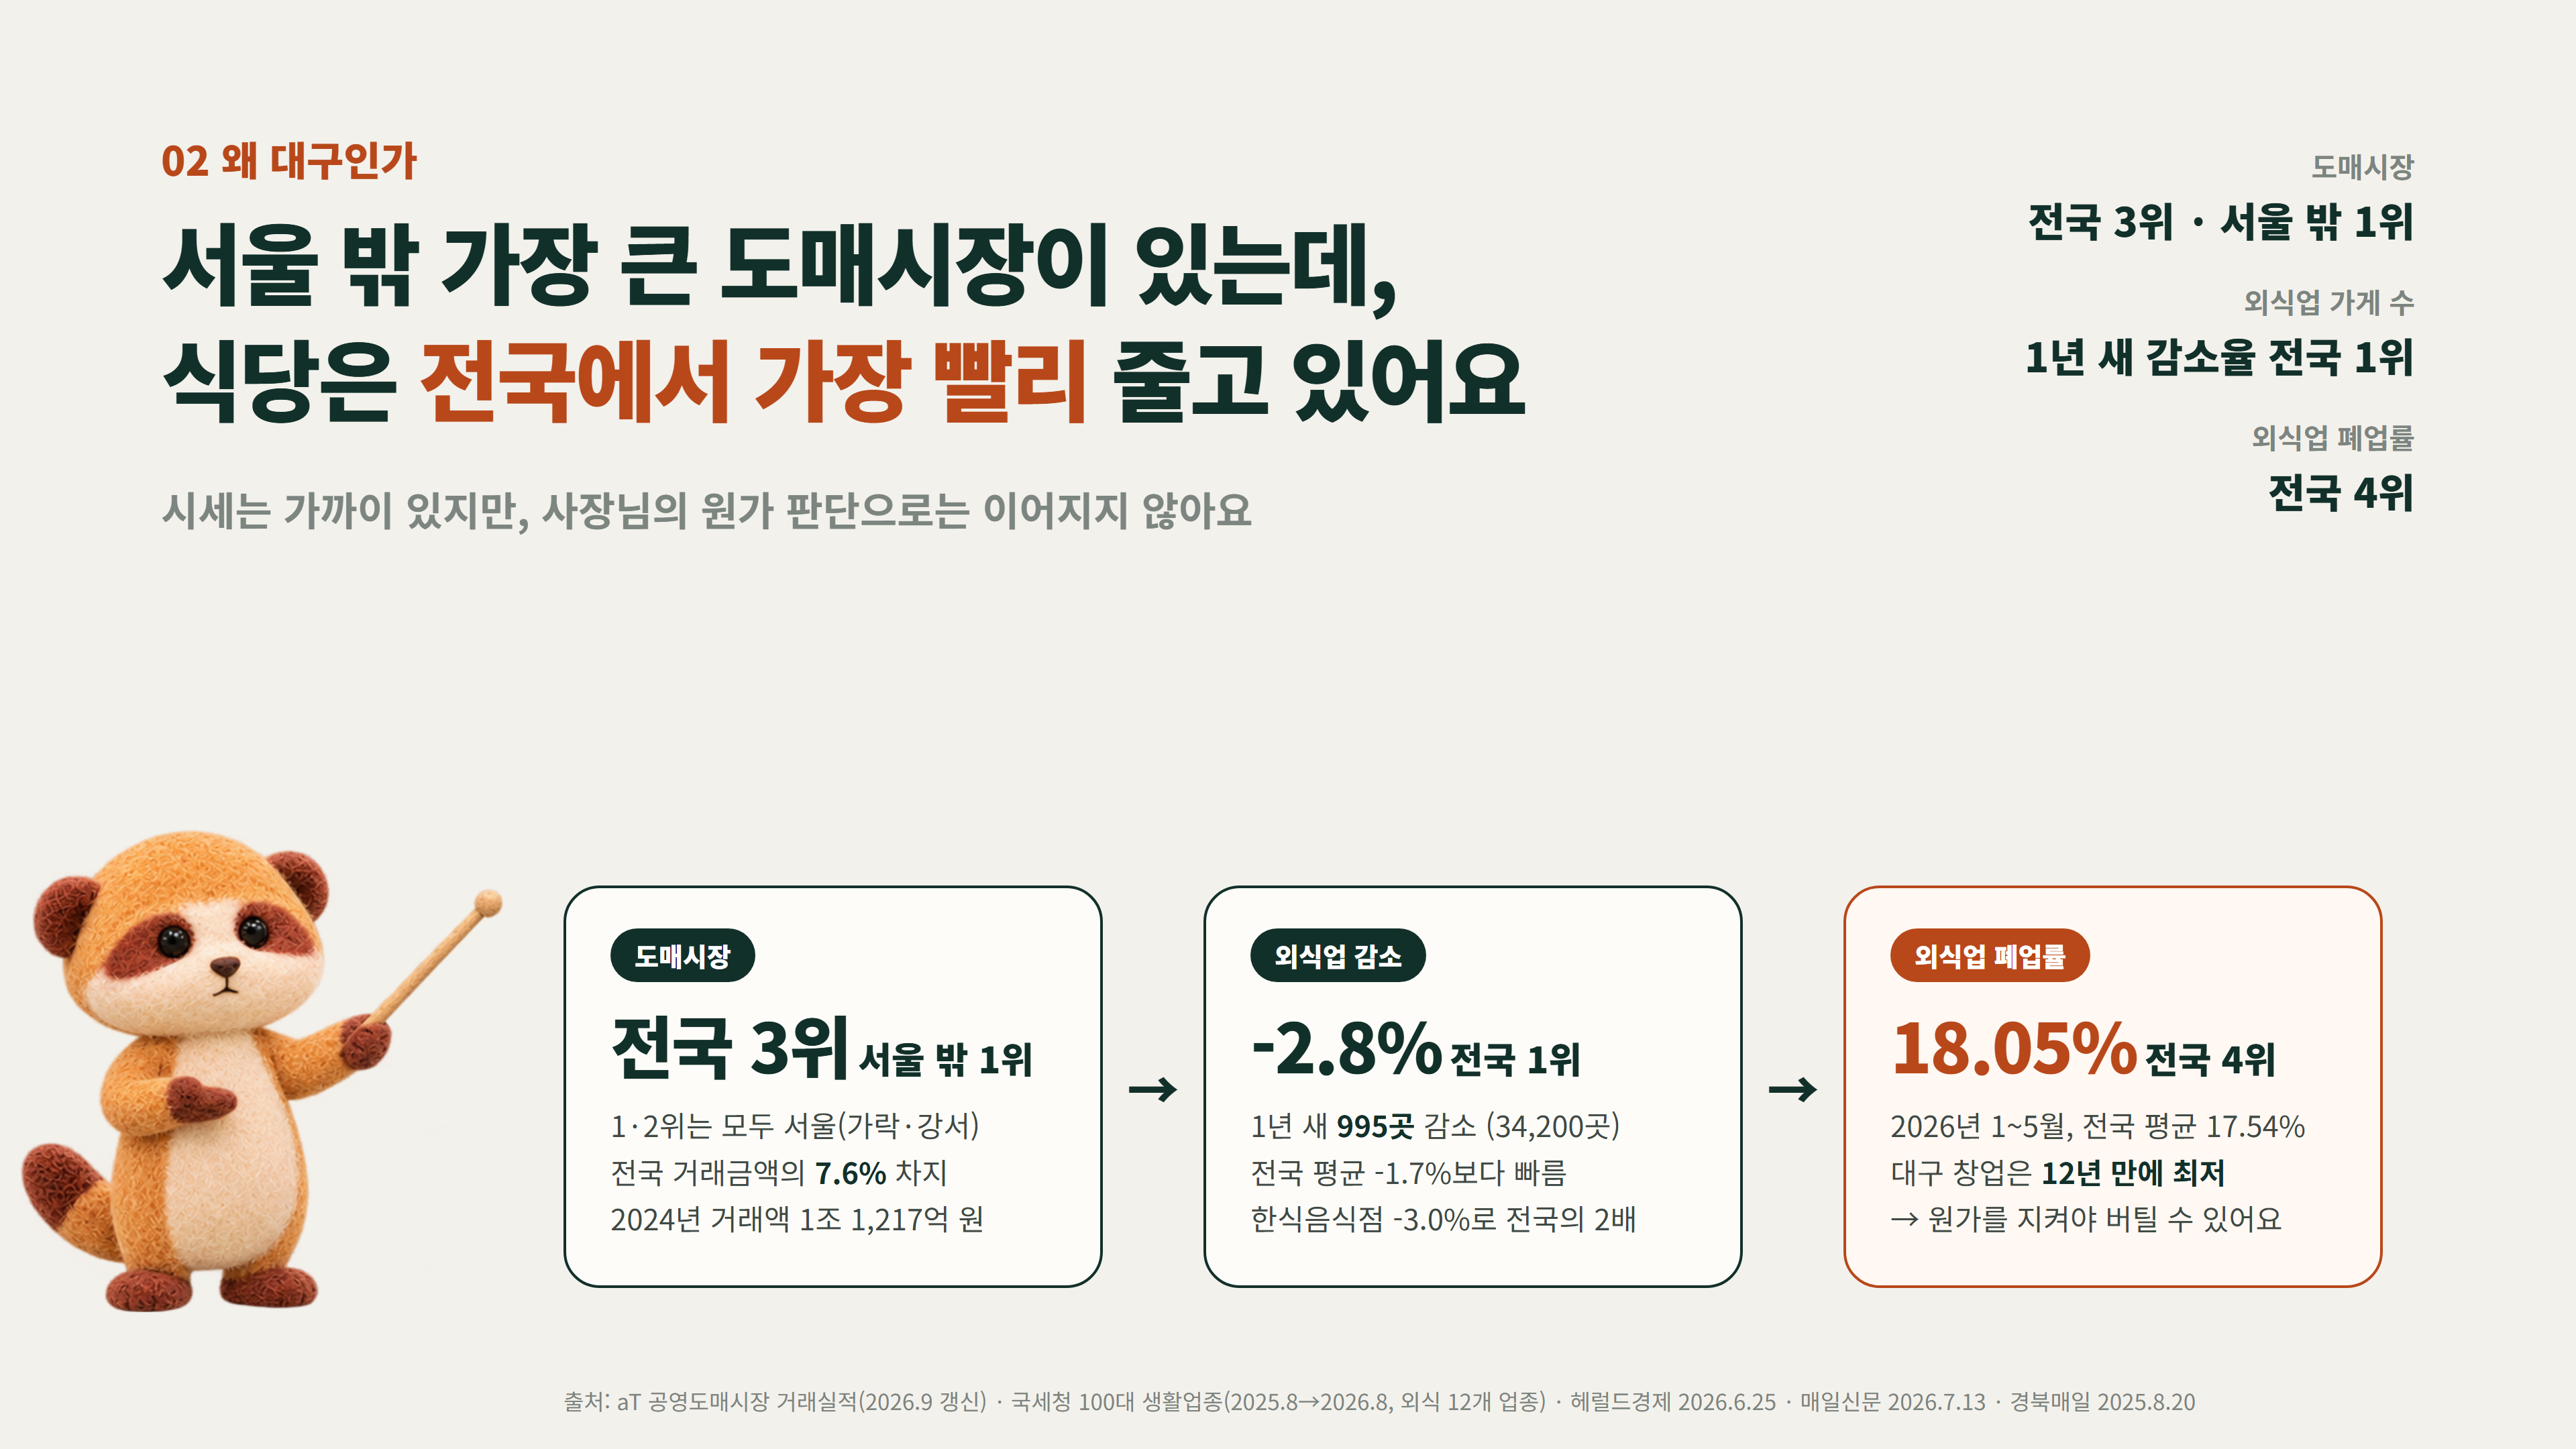 02 왜 대구인가
서울 밖 가장 큰 도매시장이 있는데,
식당은 전국에서 가장 빨리 줄고 있어요
시세는 가까이 있지만, 사장님의 원가 판단으로는 이어지지 않아요
도매시장
전국 3위 · 서울 밖 1위
외식업 가게 수
1년 새 감소율 전국 1위
외식업 폐업률
전국 4위
도매시장
전국 3위 서울 밖 1위
1·2위는 모두 서울(가락·강서)
전국 거래금액의 7.6% 차지
2024년 거래액 1조 1,217억 원
→
외식업 감소
-2.8% 전국 1위
1년 새 995곳 감소 (34,200곳)
전국 평균 -1.7%보다 빠름
한식음식점 -3.0%로 전국의 2배
→
외식업 폐업률
18.05% 전국 4위
2026년 1~5월, 전국 평균 17.54%
대구 창업은 12년 만에 최저
→ 원가를 지켜야 버틸 수 있어요
출처: aT 공영도매시장 거래실적(2026.9 갱신) · 국세청 100대 생활업종(2025.8→2026.8, 외식 12개 업종) · 헤럴드경제 2026.6.25 · 매일신문 2026.7.13 · 경북매일 2025.8.20